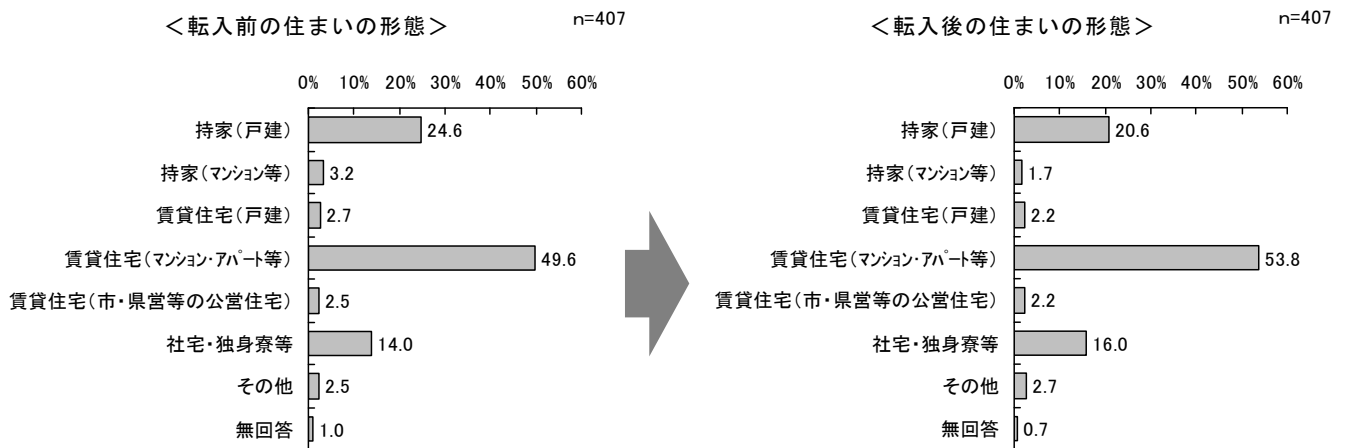 ＜転入前の住まいの形態＞
n=407
0% 10% 20% 30% 40% 50% 60%
持家（戸建） 24.6
持家（マンション等） 3.2
賃貸住宅（戸建） 2.7
賃貸住宅（マンション・アパート等） 49.6
賃貸住宅（市・県営等の公営住宅） 2.5
社宅・独身寮等 14.0
その他 2.5
無回答 1.0
＜転入後の住まいの形態＞
n=407
0% 10% 20% 30% 40% 50% 60%
持家（戸建） 20.6
持家（マンション等） 1.7
賃貸住宅（戸建） 2.2
賃貸住宅（マンション・アパート等） 53.8
賃貸住宅（市・県営等の公営住宅） 2.2
社宅・独身寮等 16.0
その他 2.7
無回答 0.7